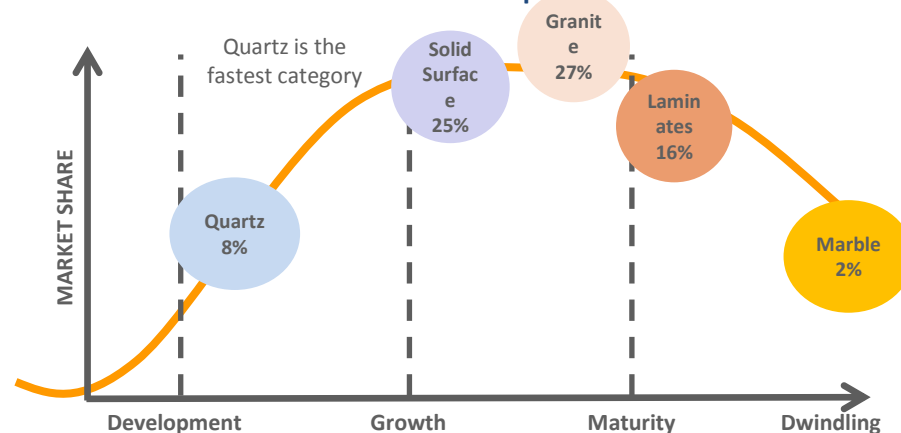 Granit
e
27%
Quartz is the
fastest category
Solid
Surfac
e
25%
Lamin
ates
16%
Quartz
8%
Marble
2%
MARKET SHARE
Development
Growth
Maturity
Dwindling